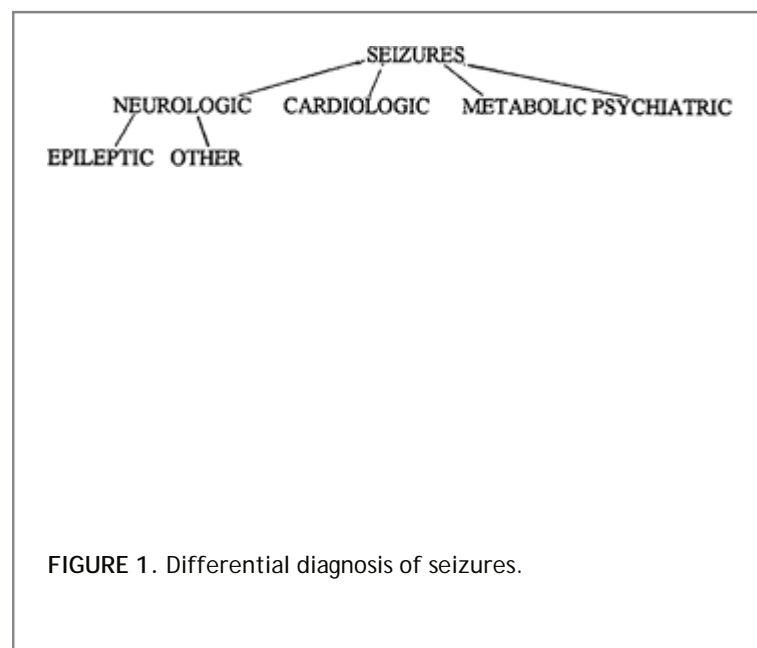 SEIZURES
NEUROLOGIC CARDIOLOGIC METABOLIC PSYCHIATRIC
EPILEPTIC OTHER
FIGURE 1. Differential diagnosis of seizures.